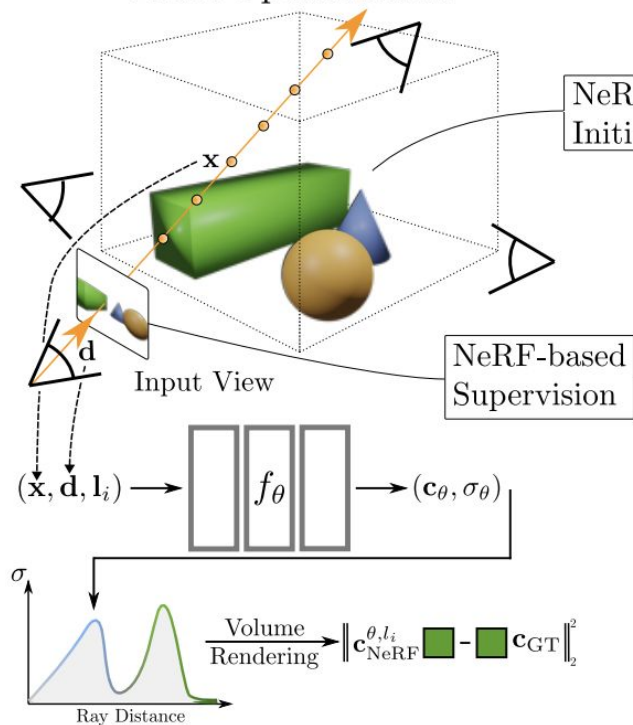 NeR
Initi
x
d
Input View
NeRF-based
Supervision
(x, d, l_i)
f_θ
(c_θ, σ_θ)
σ
Ray Distance
Volume
Rendering
‖c_NeRF^{θ,l_i} - c_GT‖_2^2